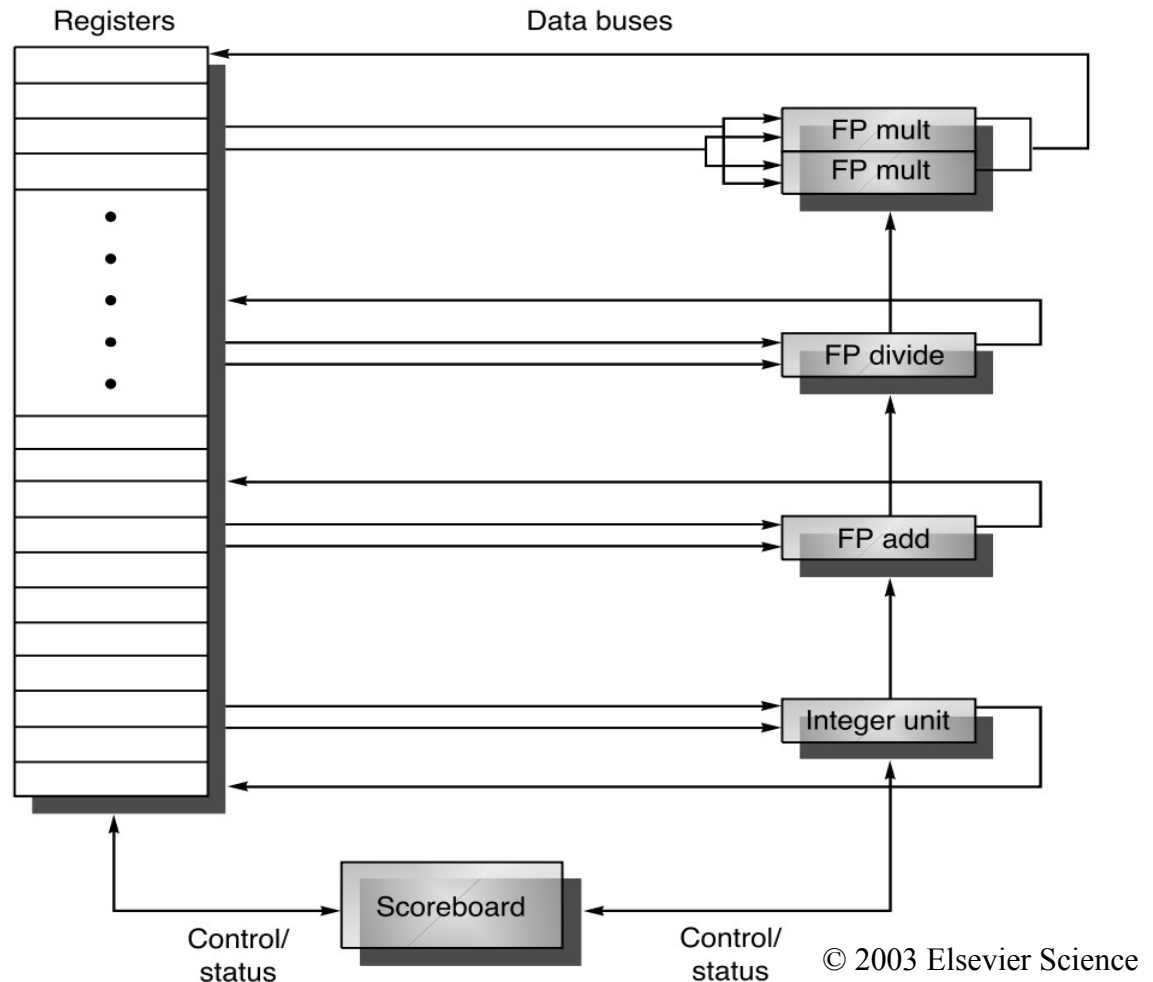 Registers
Data buses
FP mult
FP mult
FP divide
FP add
Integer unit
Scoreboard
Control/
status
Control/
status
© 2003 Elsevier Science